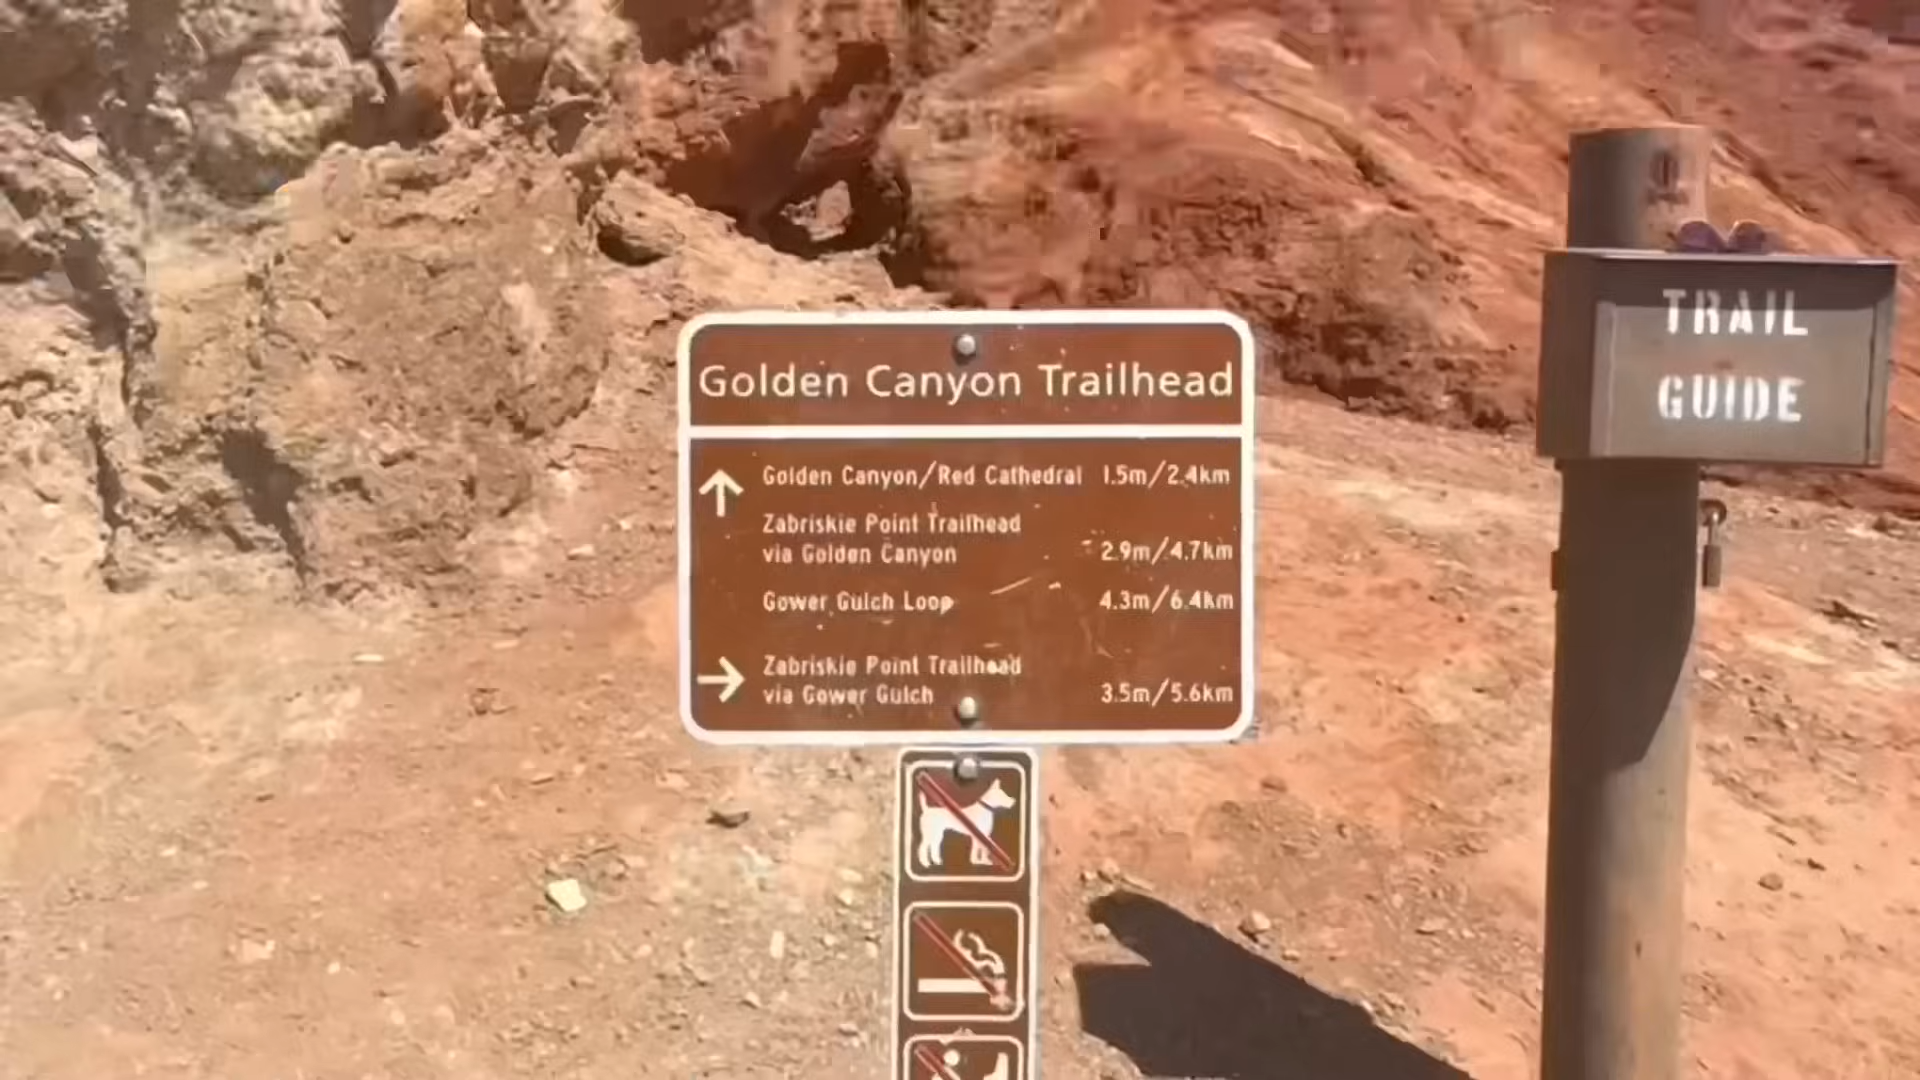 Golden Canyon Trailhead
Golden Canyon/Red Cathedral 1.5m/2.4km
Zabriskie Point Trailhead
via Golden Canyon 2.9m/4.7km
Gower Gulch Loop 4.3m/6.4km
Zabriskie Point Trailhead
via Gower Gulch 3.5m/5.6km
TRAIL
GUIDE